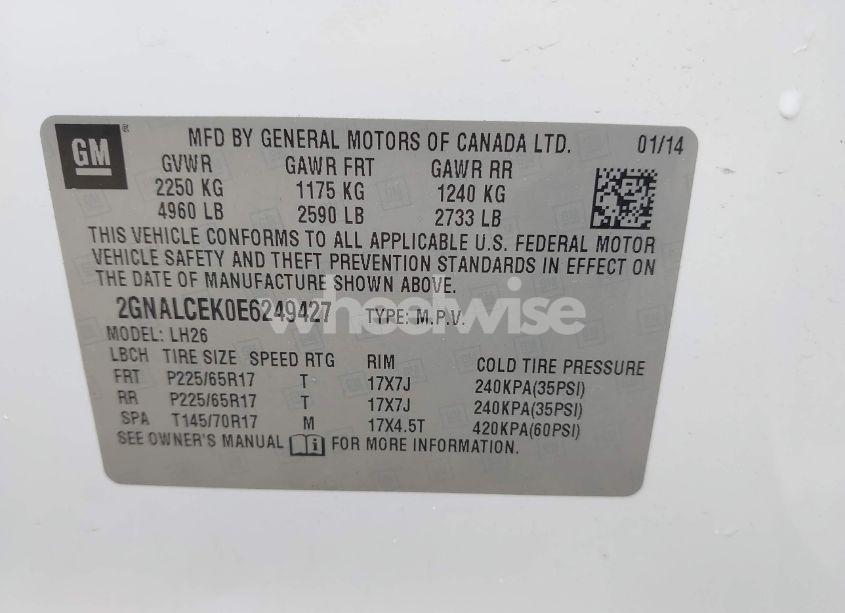 GM ® MFD BY GENERAL MOTORS OF CANADA LTD. 01/14
GVWR GAWR FRT GAWR RR
2250 KG 1175 KG 1240 KG
4960 LB 2590 LB 2733 LB
THIS VEHICLE CONFORMS TO ALL APPLICABLE U.S. FEDERAL MOTOR
VEHICLE SAFETY AND THEFT PREVENTION STANDARDS IN EFFECT ON
THE DATE OF MANUFACTURE SHOWN ABOVE.
2GNALCEK0E6249427 TYPE: M.P.V.
wheelwise
MODEL: LH26
LBCH TIRE SIZE SPEED RTG RIM COLD TIRE PRESSURE
FRT P225/65R17 T 17X7J 240KPA(35PSI)
RR P225/65R17 T 17X7J 240KPA(35PSI)
SPA T145/70R17 M 17X4.5T 420KPA(60PSI)
SEE OWNER'S MANUAL i FOR MORE INFORMATION.